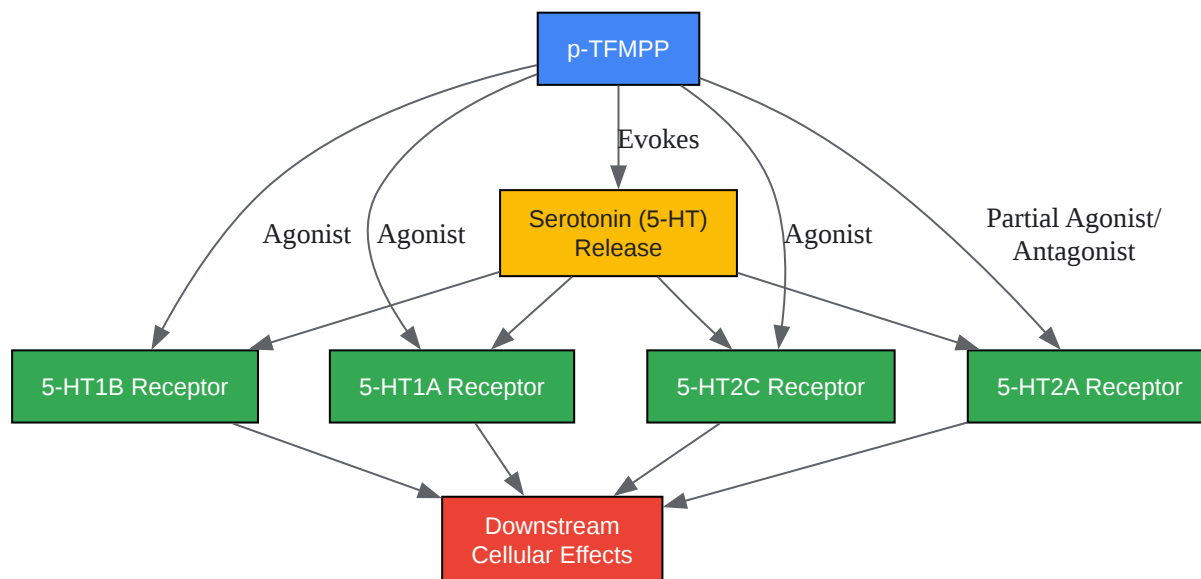 p-TFMPP
Evokes
Serotonin (5-HT)
Release
Agonist
Agonist
Agonist
Partial Agonist/
Antagonist
5-HT1B Receptor
5-HT1A Receptor
5-HT2C Receptor
5-HT2A Receptor
Downstream
Cellular Effects